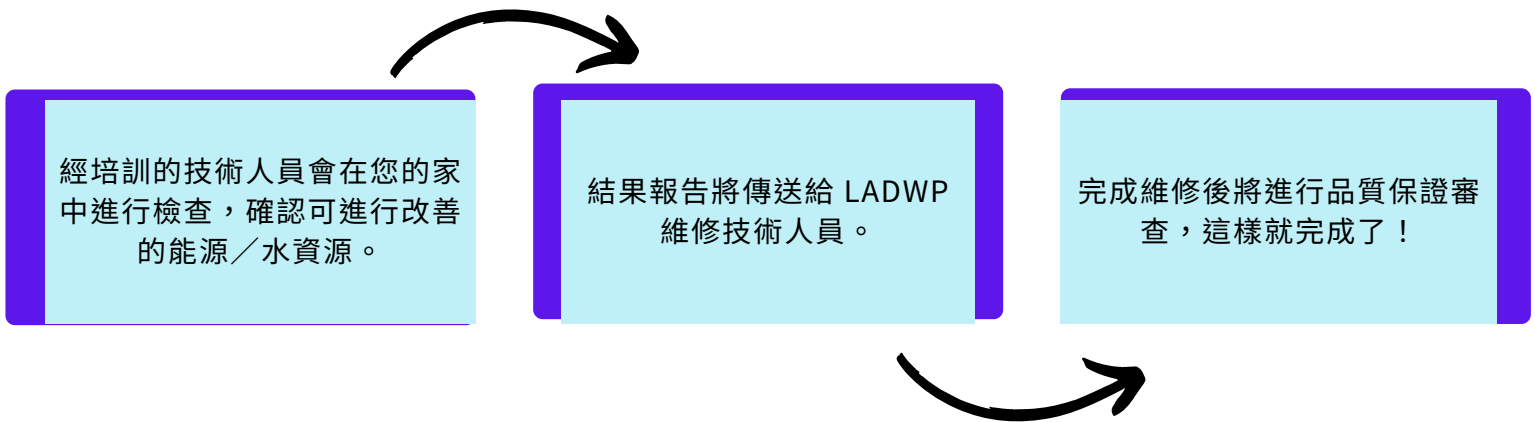 經培訓的技術人員會在您的家
中進行檢查，確認可進行改善
的能源／水資源。
結果報告將傳送給 LADWP
維修技術人員。
完成維修後將進行品質保證審
查，這樣就完成了！